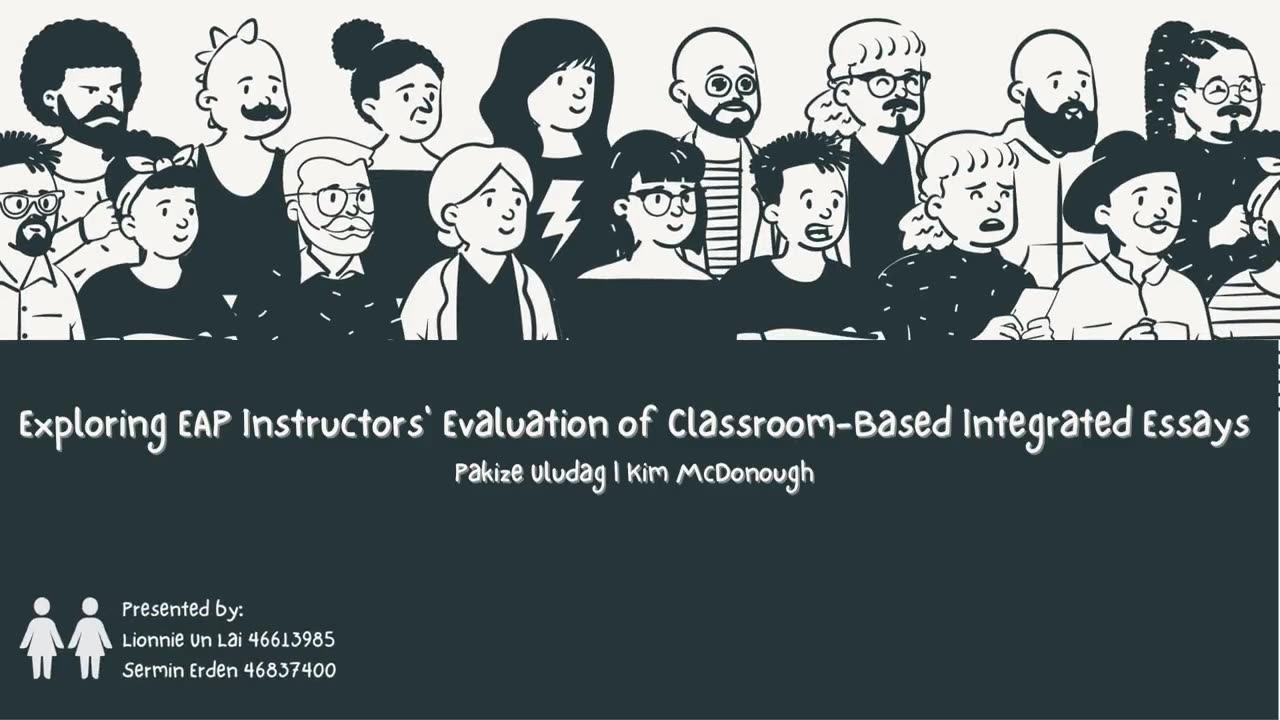 Exploring EAP Instructors' Evaluation of Classroom-Based Integrated Essays
Pakize Uludag | Kim McDonough
Presented by:
Lionnie Un Lai 46613985
Sermin Erden 46837400